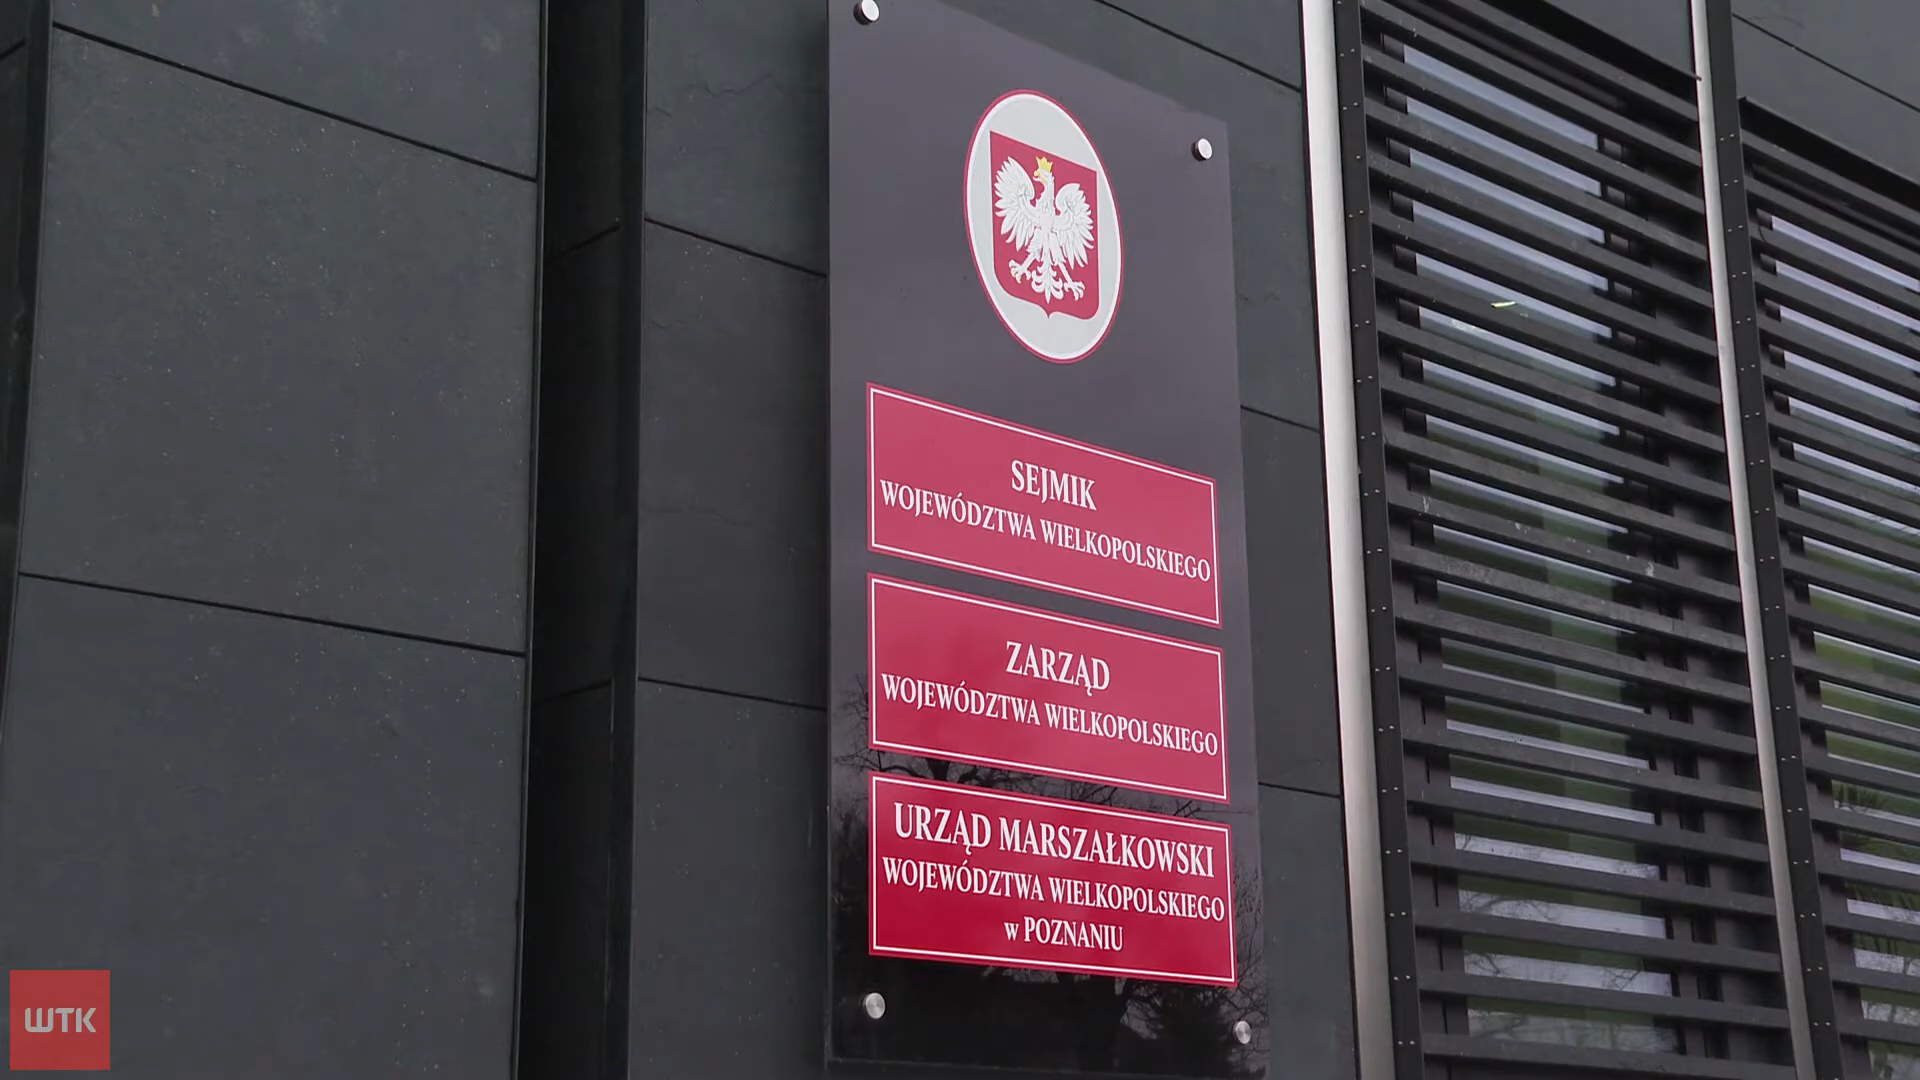 SEJMIK
WOJEWÓDZTWA WIELKOPOLSKIEGO
ZARZĄD
WOJEWÓDZTWA WIELKOPOLSKIEGO
URZĄD MARSZAŁKOWSKI
WOJEWÓDZTWA WIELKOPOLSKIEGO
w POZNANIU
WTK